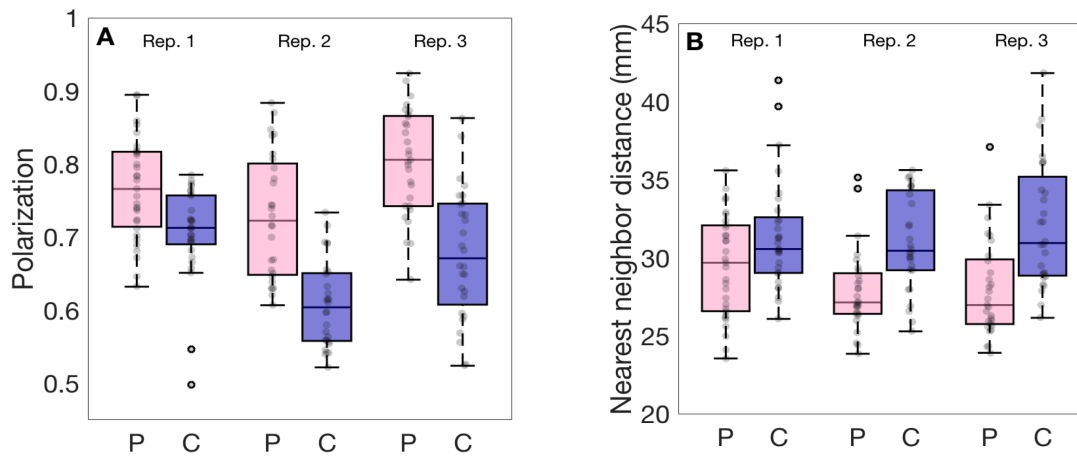 A Rep. 1 Rep. 2 Rep. 3
Polarization
1
0.9
0.8
0.7
0.6
0.5
P C P C P C
B Rep. 1 Rep. 2 Rep. 3
Nearest neighbor distance (mm)
45
40
35
30
25
20
P C P C P C